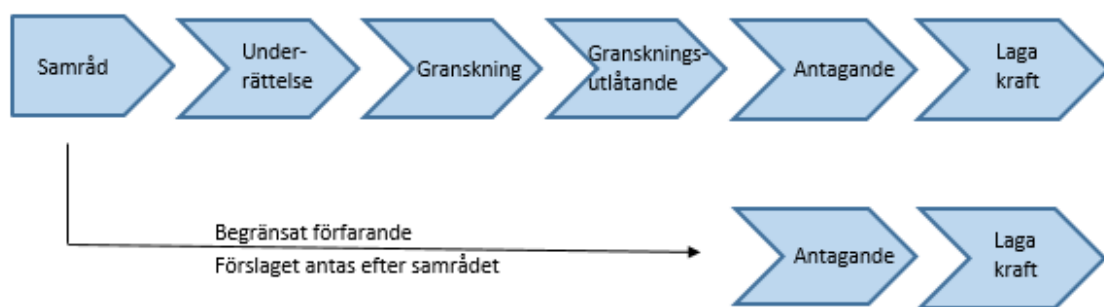 Samråd
Under-
rättelse
Granskning
Gransknings-
utlåtande
Antagande
Laga
kraft
Begränsat förfarande
Förslaget antas efter samrådet
Antagande
Laga
kraft